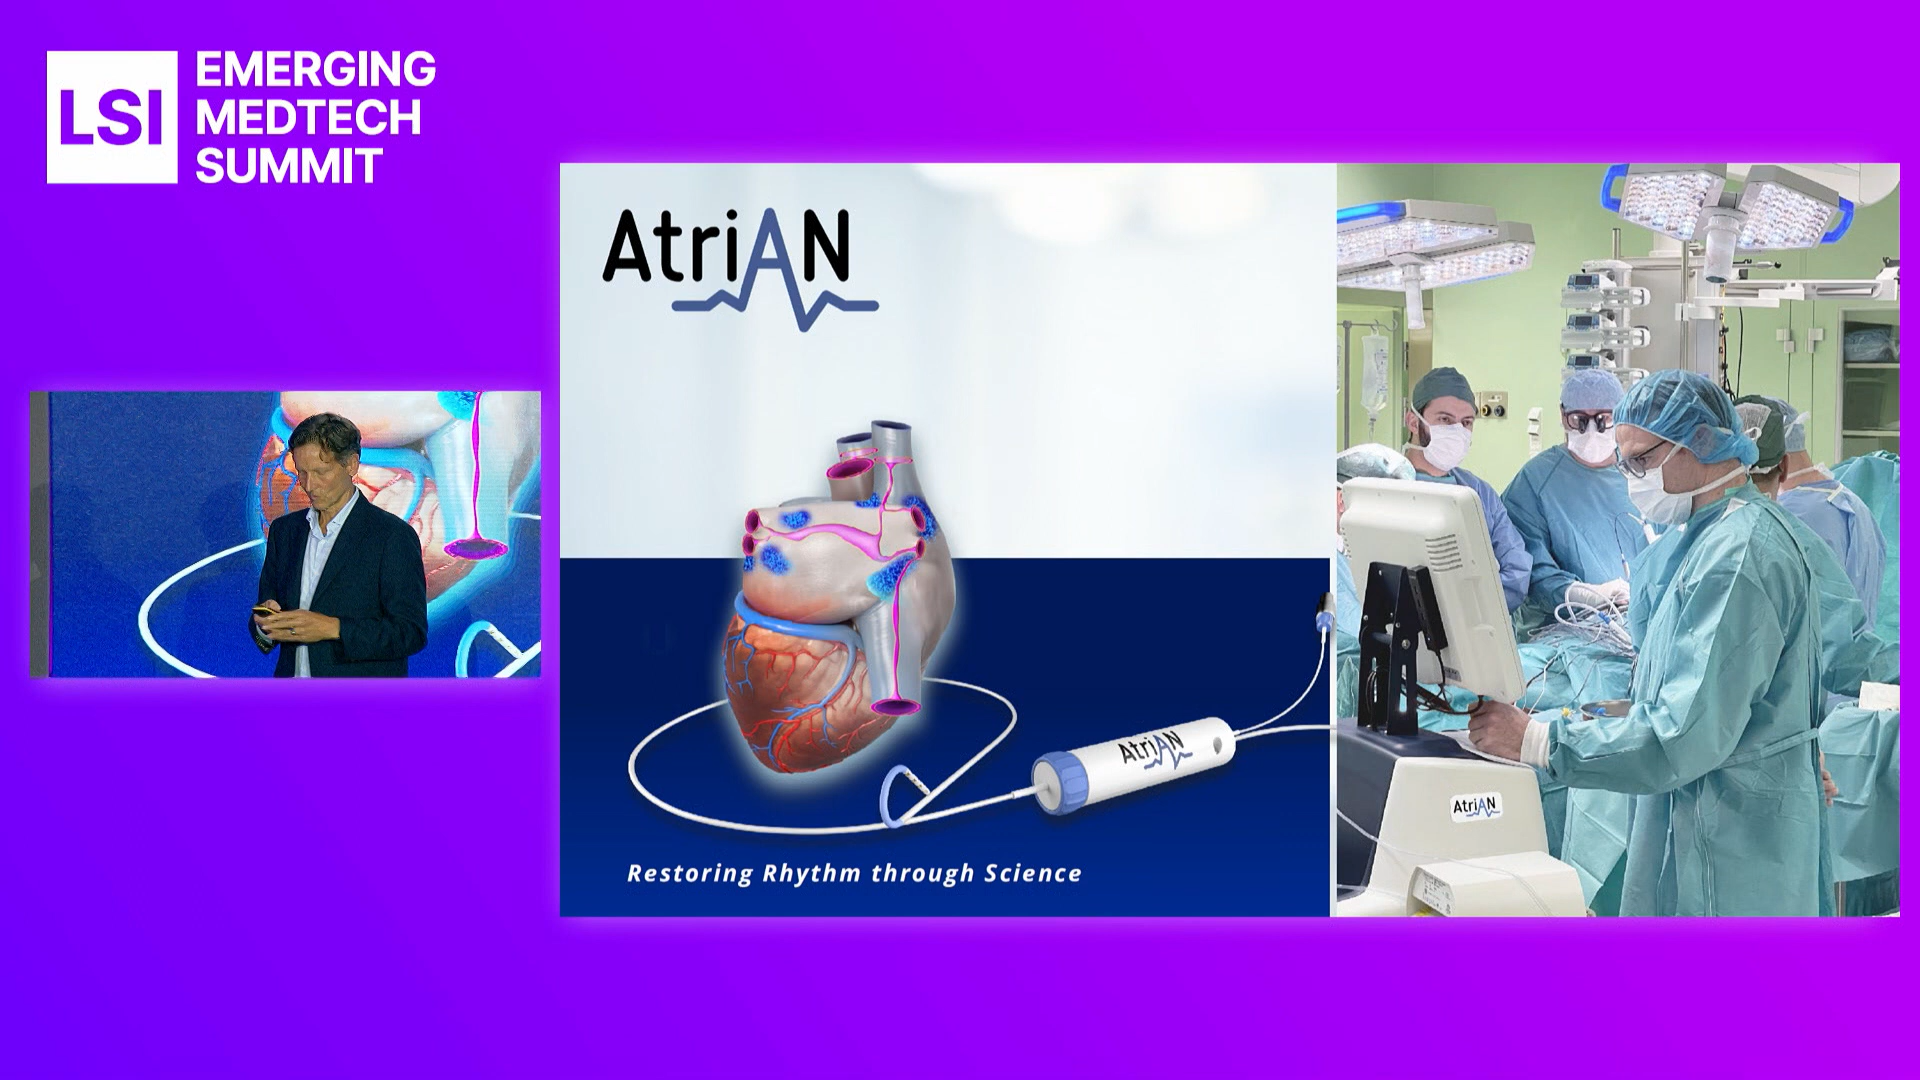 LSI
EMERGING
MEDTECH
SUMMIT
AtriAN
AtriAN
AtriAN
Restoring Rhythm through Science